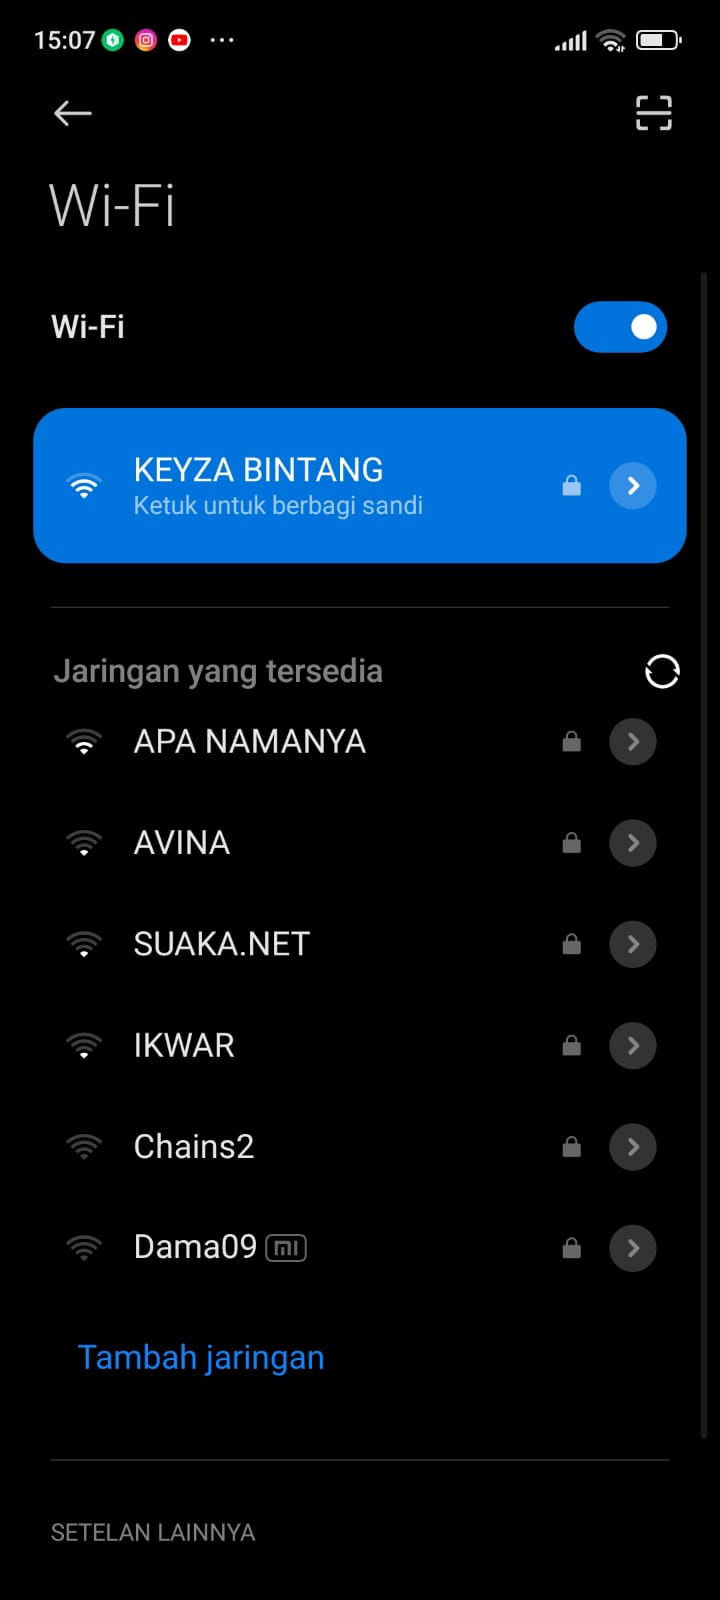 15:07
Wi-Fi
Wi-Fi
KEYZA BINTANG
Ketuk untuk berbagi sandi
Jaringan yang tersedia
APA NAMANYA
AVINA
SUAKA.NET
IKWAR
Chains2
Dama09 mi
Tambah jaringan
SETELAN LAINNYA